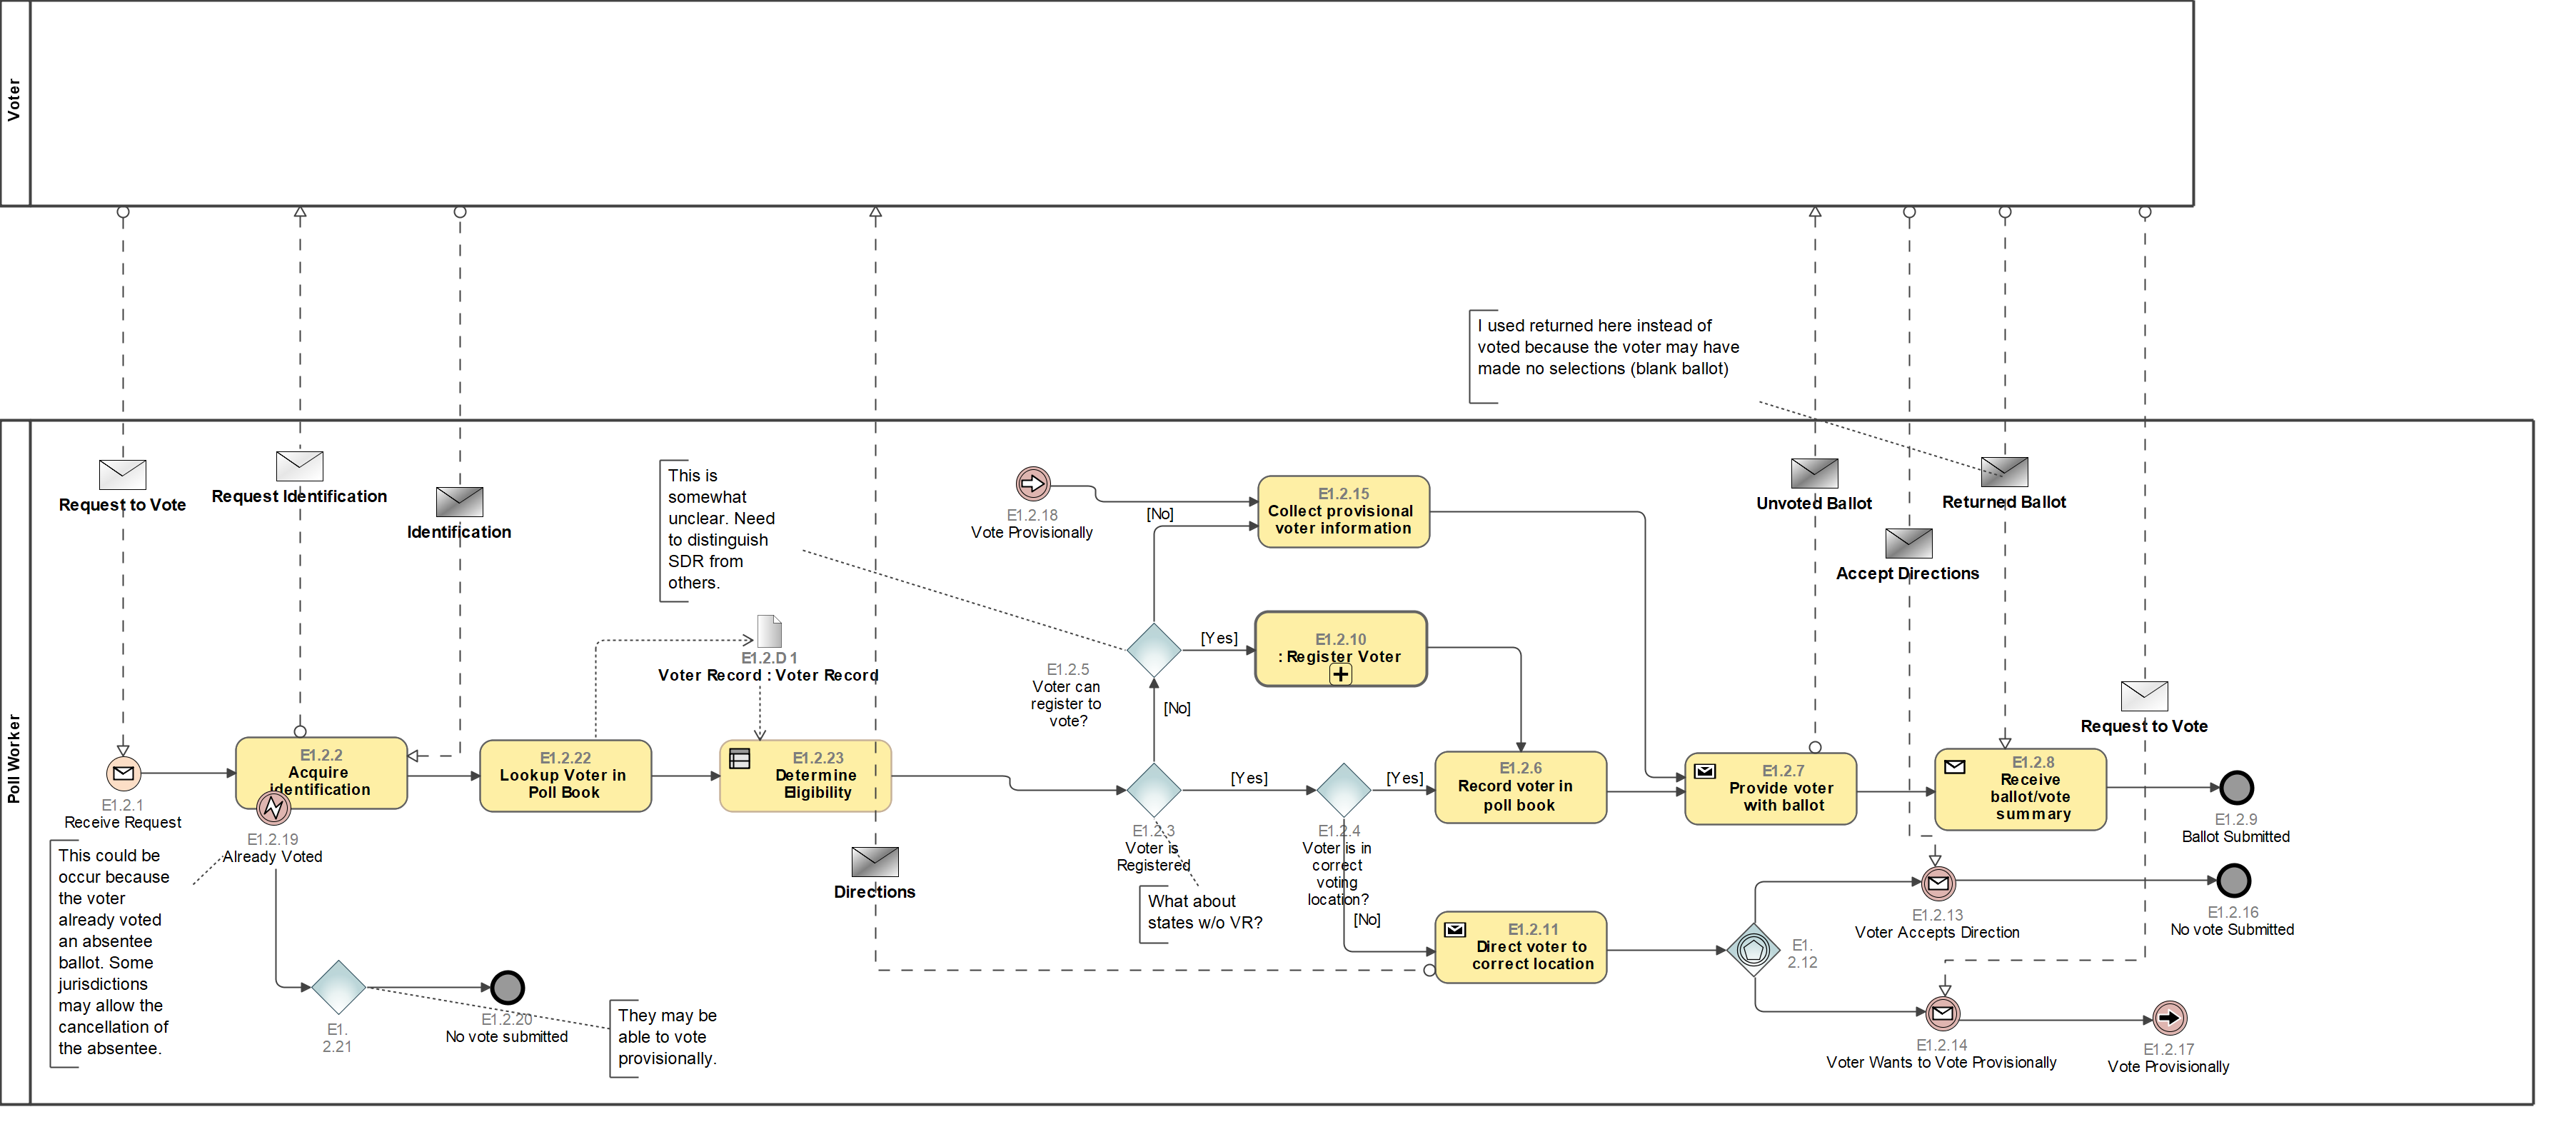 Voter
I used returned here instead of
voted because the voter may have
made no selections (blank ballot)
Poll Worker
Request to Vote
Request Identification
Identification
This is
somewhat
unclear. Need
to distinguish
SDR from
others.
E1.2.18
Vote Provisionally
[No]
E1.2.15
Collect provisional
voter information
Unvoted Ballot
Returned Ballot
Accept Directions
E1.2.D 1
Voter Record : Voter Record
E1.2.5
Voter can
register to
vote?
[Yes]
E1.2.10
: Register Voter
[No]
Request to Vote
E1.2.1
Receive Request
E1.2.2
Acquire
Identification
E1.2.22
Lookup Voter in
Poll Book
E1.2.23
Determine
Eligibility
E1.2.3
Voter is
Registered
[Yes]
E1.2.4
Voter is in
correct
voting
location?
[Yes]
[No]
E1.2.6
Record voter in
poll book
E1.2.7
Provide voter
with ballot
E1.2.8
Receive
ballot/vote
summary
E1.2.9
Ballot Submitted
E1.2.19
Already Voted
This could be
occur because
the voter
already voted
an absentee
ballot. Some
jurisdictions
may allow the
cancellation of
the absentee.
Directions
What about
states w/o VR?
E1.2.11
Direct voter to
correct location
E1.
2.12
E1.2.13
Voter Accepts Direction
E1.2.16
No vote Submitted
E1.
2.21
E1.2.20
No vote submitted
They may be
able to vote
provisionally.
E1.2.14
Voter Wants to Vote Provisionally
E1.2.17
Vote Provisionally